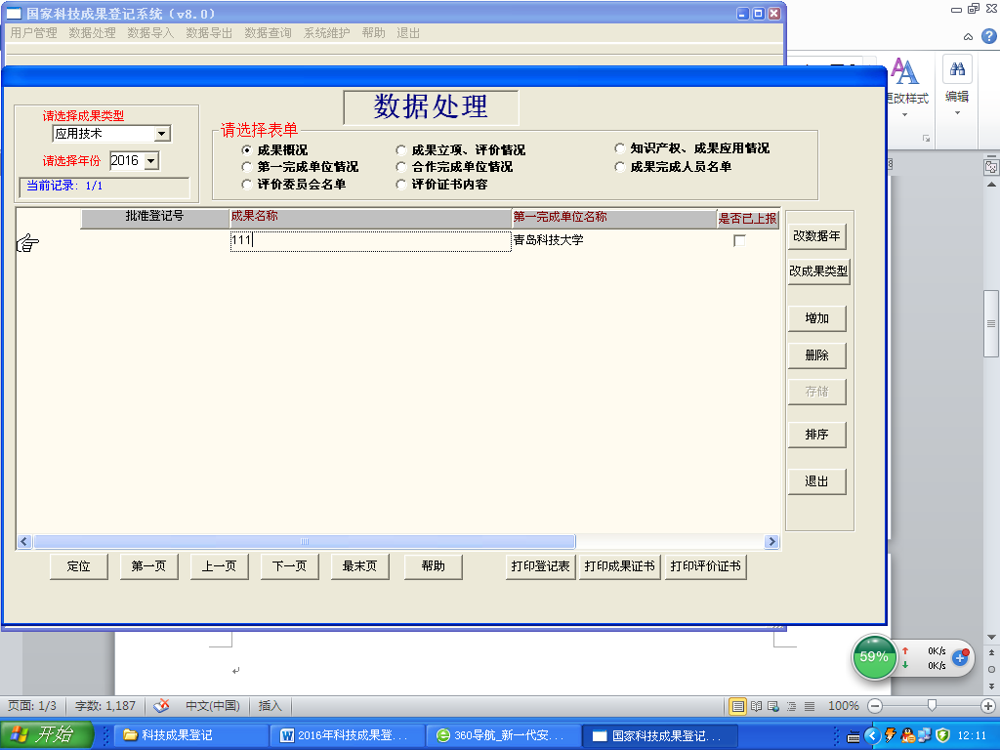 国家科技成果登记系统（v8.0）
用户管理 数据处理 数据导入 数据导出 数据查询 系统维护 帮助 退出
更改样式 编辑
数据处理
请选择成果类型
应用技术
请选择年份 2016
当前记录: 1/1
请选择表单
成果概况 成果立项、评价情况 知识产权、成果应用情况
第一完成单位情况 合作完成单位情况 成果完成人员名单
评价委员会名单 评价证书内容
批准登记号 成果名称 第一完成单位名称 是否已上报
111 青岛科技大学
改数据年
改成果类型
增加
删除
存储
排序
退出
定位 第一页 上一页 下一页 最末页 帮助 打印登记表 打印成果证书 打印评价证书
59% 0K/s
0K/s
页面: 1/3 字数: 1,187 中文(中国) 插入 100%
开始 科技成果登记 2016年科技成果登... 360导航_新一代安... 国家科技成果登记... 12:11